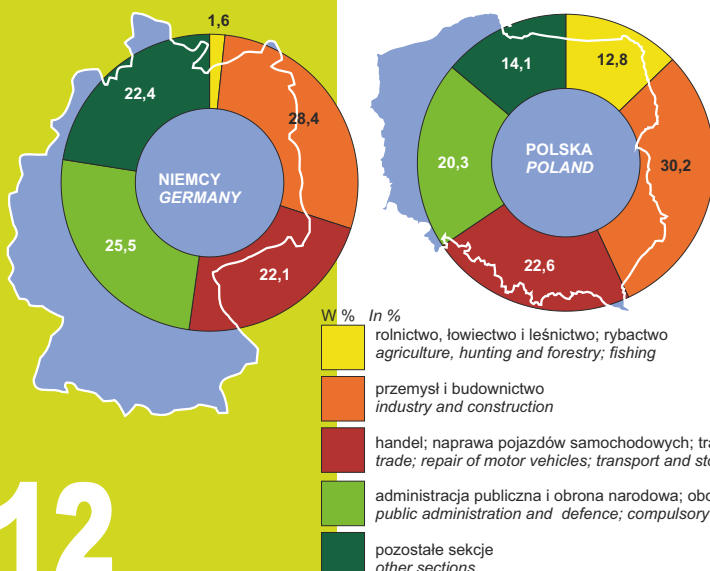 1,6
28,4
22,1
25,5
22,4
NIEMCY
GERMANY
12,8
30,2
22,6
20,3
14,1
POLSKA
POLAND
W % In %
rolnictwo, łowiectwo i leśnictwo; rybactwo
agriculture, hunting and forestry; fishing
przemysł i budownictwo
industry and construction
handel; naprawa pojazdów samochodowych;
trade; repair of motor vehicles; transport and
administracja publiczna i obrona narodowa;
public administration and defence; compulsory
pozostałe sekcje
other sections
12